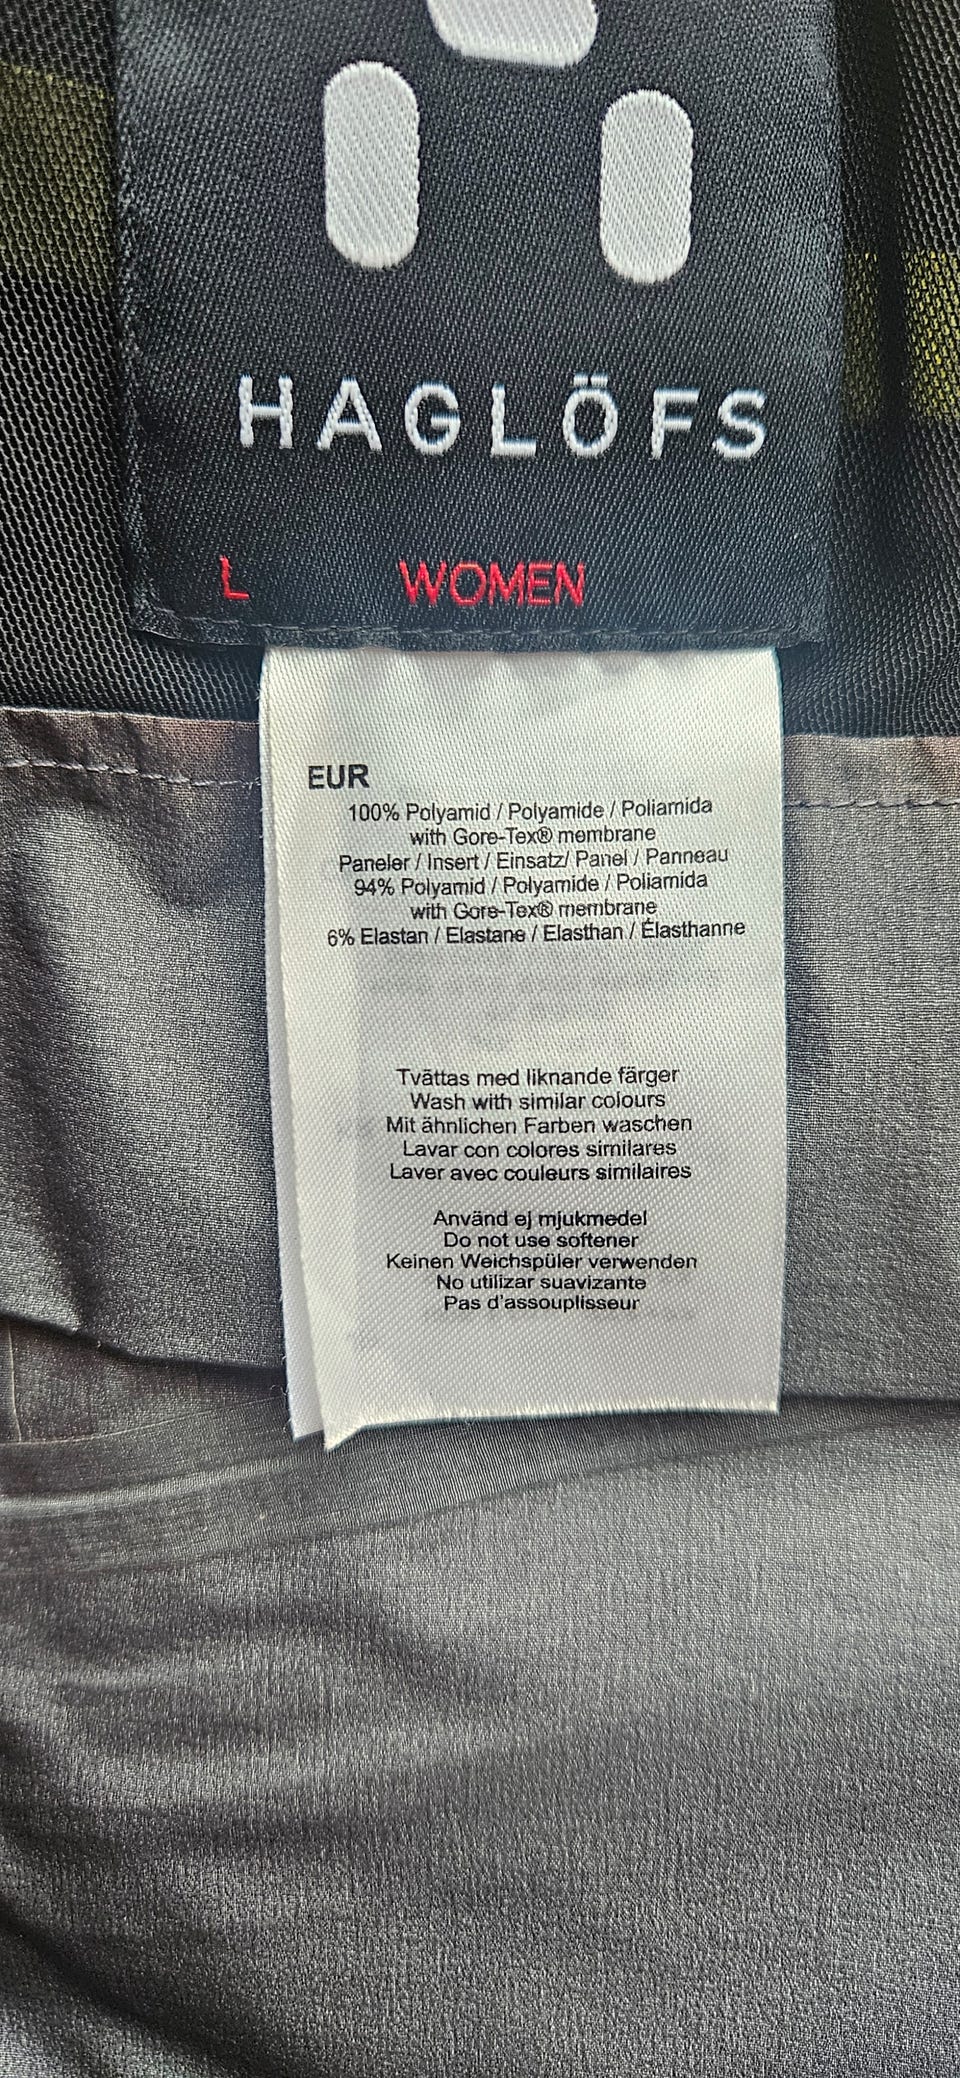 HAGLÖFS
L WOMEN
EUR
100% Polyamid / Polyamide / Poliamida
with Gore-Tex® membrane
Paneler / Insert / Einsatz/ Panel / Panneau
94% Polyamid / Polyamide / Poliamida
with Gore-Tex® membrane
6% Elastan / Elastane / Elasthan / Élasthanne
Tvättas med liknande färger
Wash with similar colours
Mit ähnlichen Farben waschen
Lavar con colores similares
Laver avec couleurs similaires
Använd ej mjukmedel
Do not use softener
Keinen Weichspüler verwenden
No utilizar suavizante
Pas d'assouplisseur